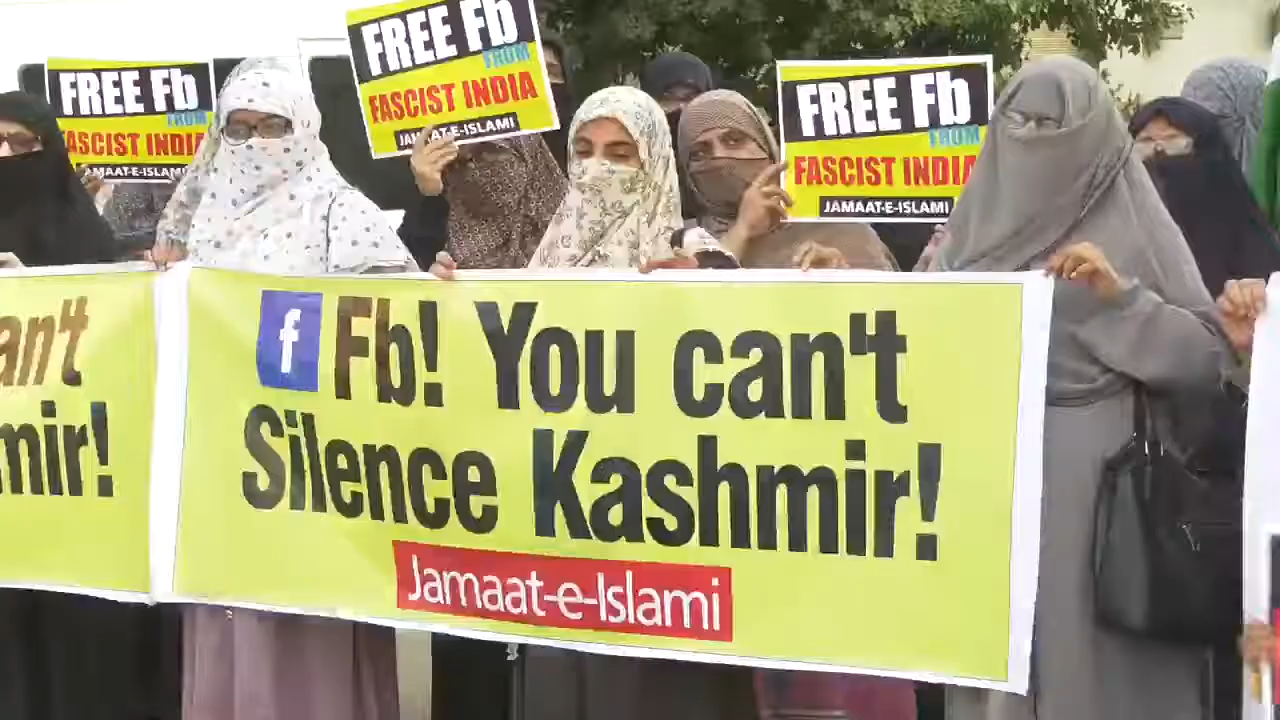 FREE Fb
FROM
FASCIST INDIA
JAMAAT-E-ISLAMI
FREE Fb
FROM
FASCIST INDIA
JAMAAT-E-ISLAMI
FREE Fb
FROM
FASCIST INDIA
JAMAAT-E-ISLAMI
an't
mir!
f Fb! You can't
Silence Kashmir!
Jamaat-e-Islami